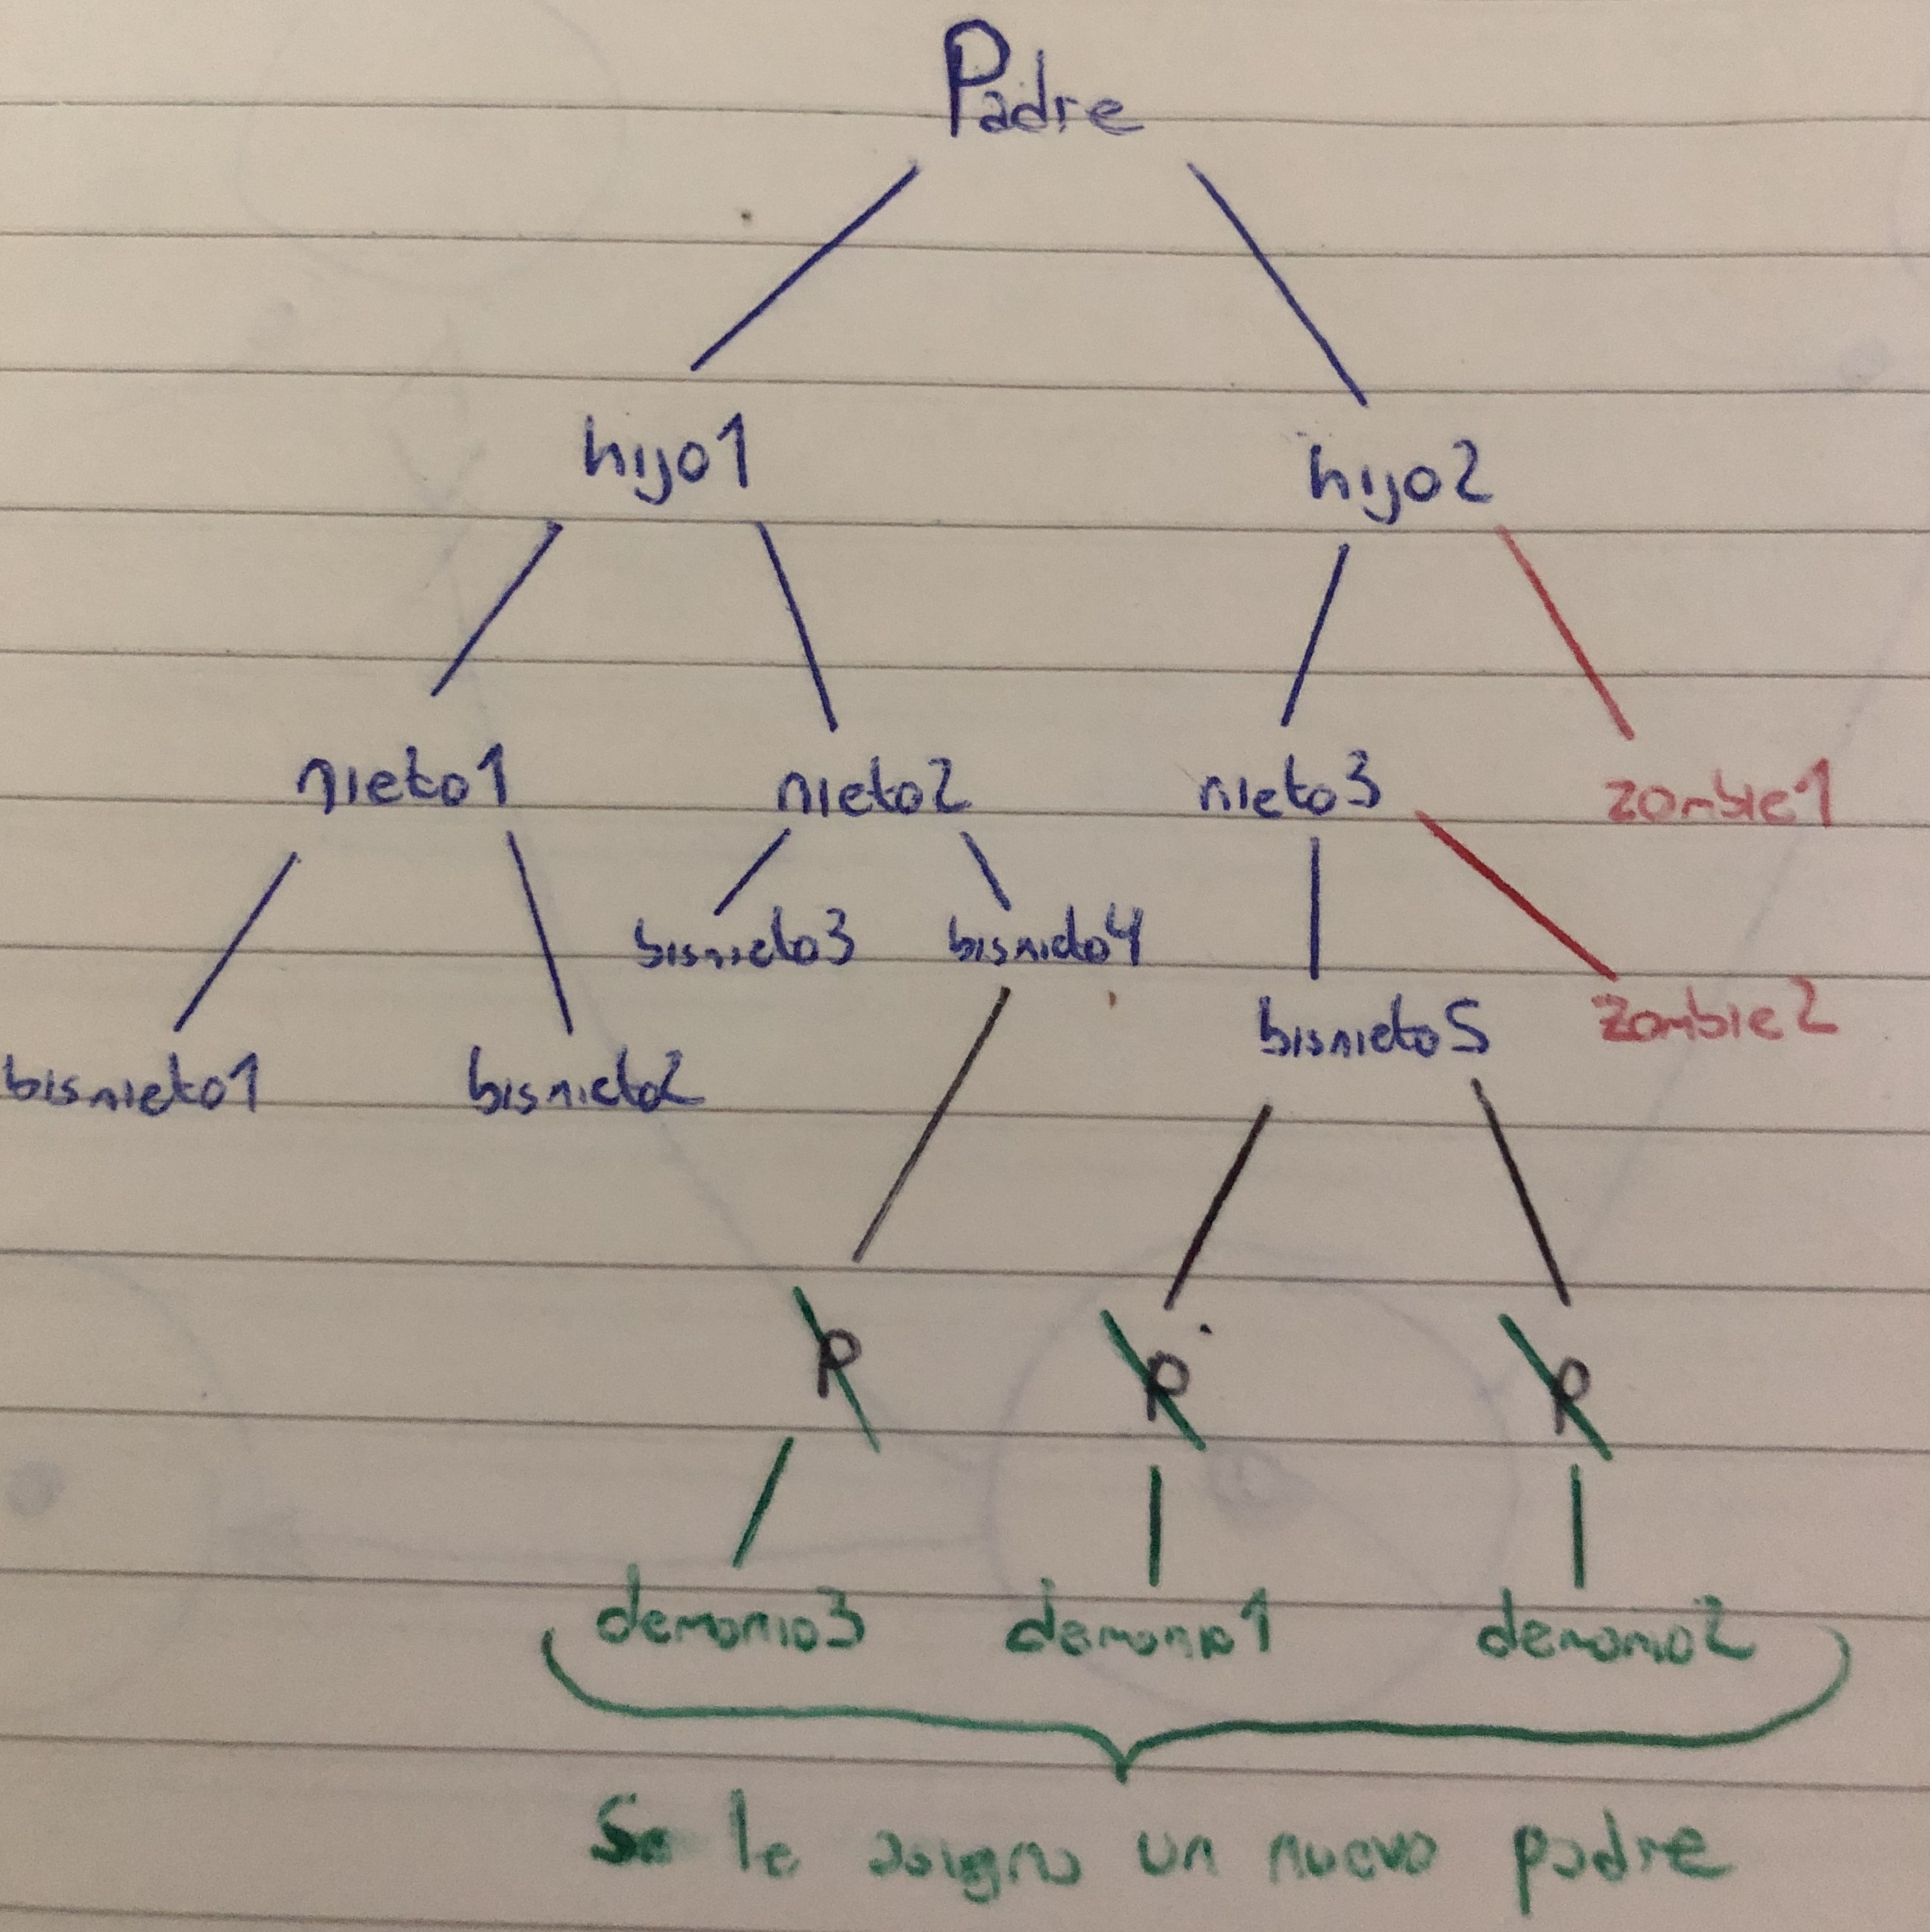 Padre
hijo1 hijo2
nieto1 nieto2 nieto3 zombie1
bisnieto3 bisnieto4 bisnieto5 zombie2
bisnieto1 bisnieto2
P P P
demonio3 demonio1 demonio2
Se le asigna un nuevo padre